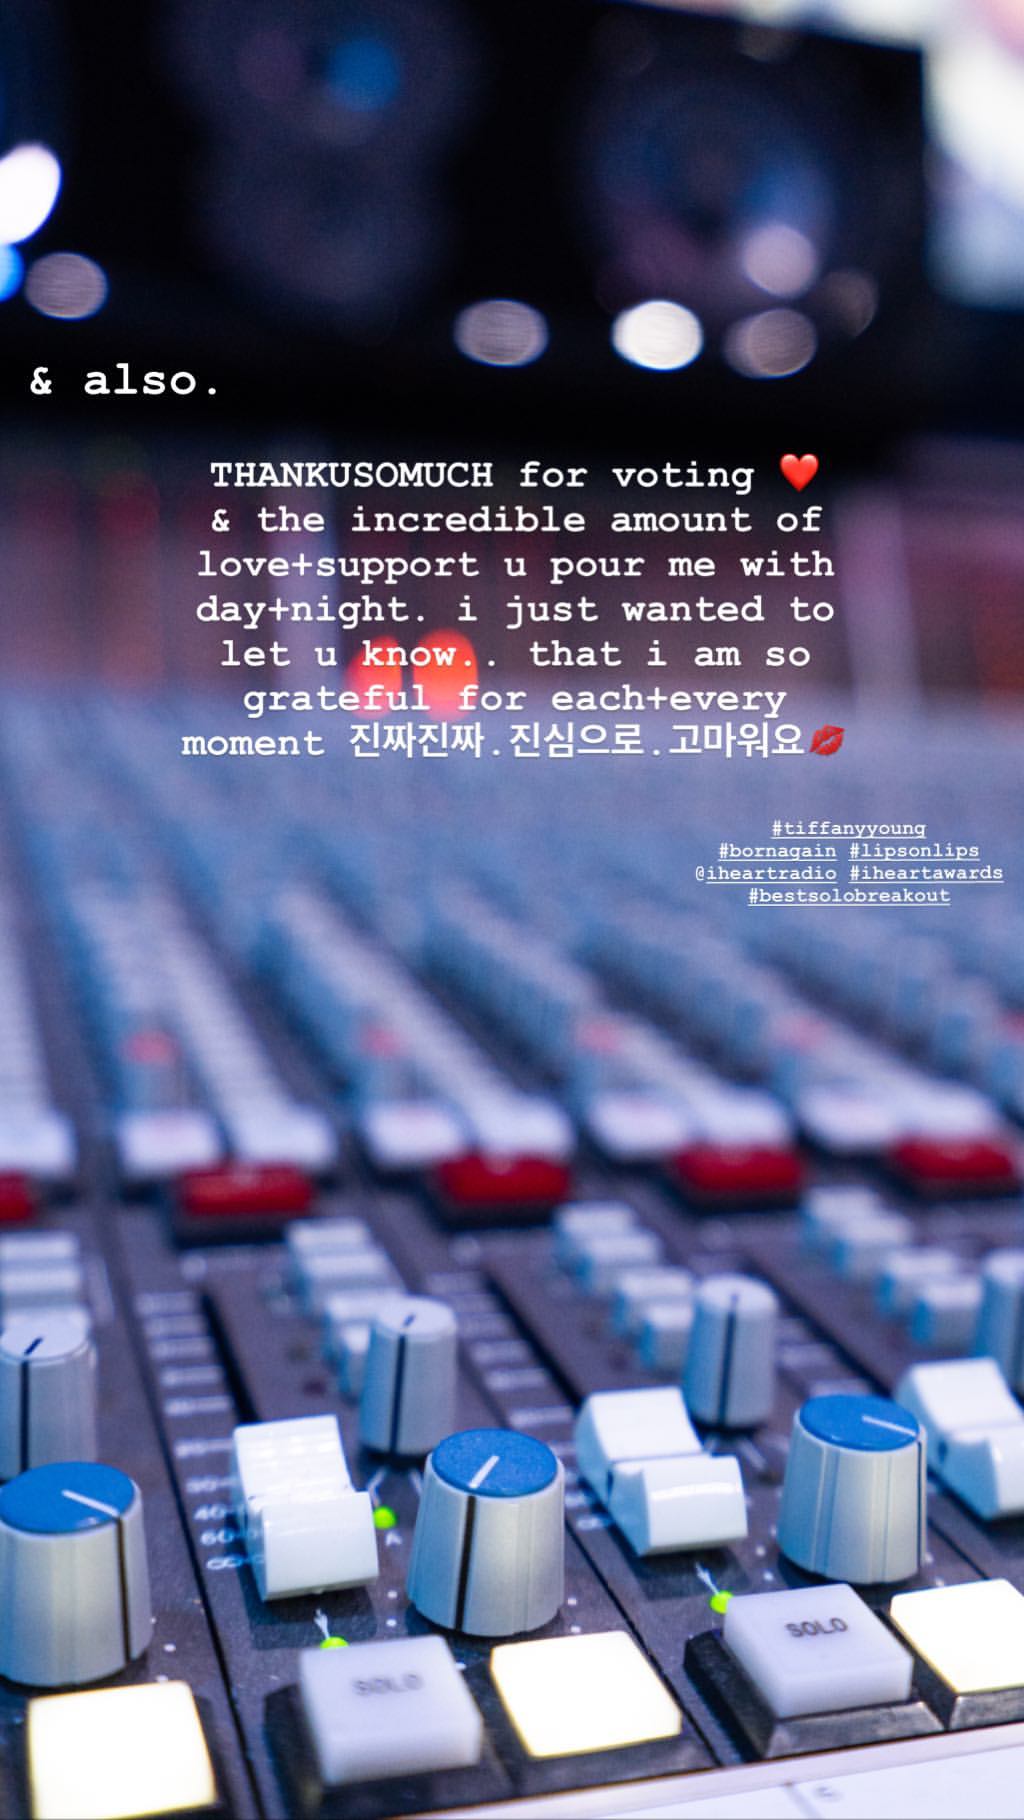 & also.
THANKUSOMUCH for voting ❤️
& the incredible amount of
love+support u pour me with
day+night. i just wanted to
let u know.. that i am so
grateful for each+every
moment 진짜진짜.진심으로.고마워요💋
#tiffanyyoung
#bornagain #lipsonlips
@iheartradio #iheartawards
#bestsolobreakout
A
SOLO
SOLO